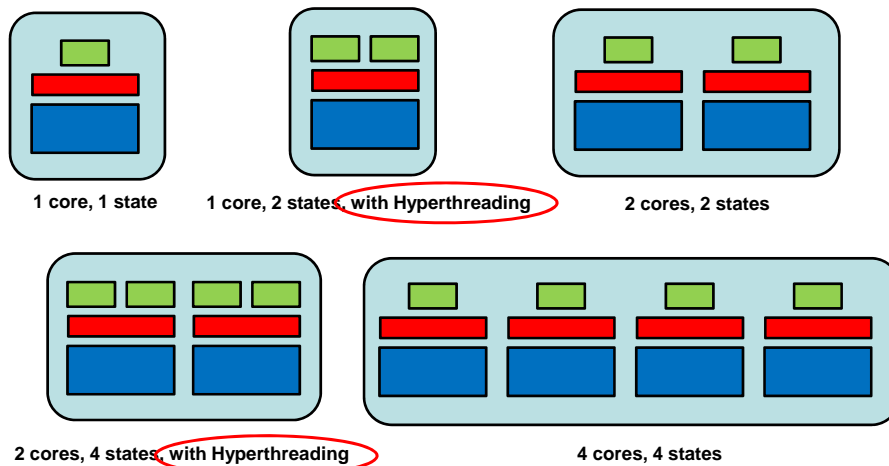 1 core, 1 state
1 core, 2 states, with Hyperthreading
2 cores, 2 states
2 cores, 4 states, with Hyperthreading
4 cores, 4 states